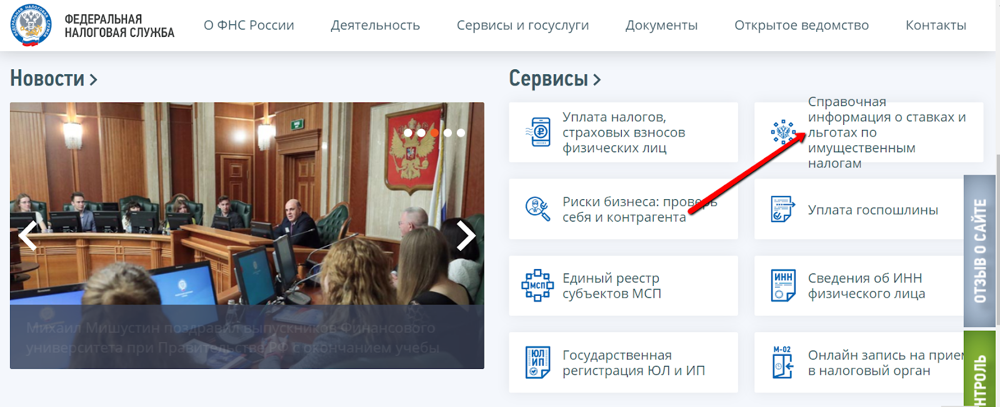 ФЕДЕРАЛЬНАЯ
НАЛОГОВАЯ СЛУЖБА
О ФНС России
Деятельность
Сервисы и госуслуги
Документы
Открытое ведомство
Контакты
Новости
Михаил Мишустин поздравил выпускников Финансового
университета при Правительстве РФ с окончанием учебы
Сервисы
Уплата налогов,
страховых взносов
физических лиц
Справочная
информация о ставках и
льготах по
имущественным
налогам
Риски бизнеса: проверь
себя и контрагента
Уплата госпошлины
МСП
Единый реестр
субъектов МСП
ИНН
Сведения об ИНН
физического лица
ЮЛ
ИП
Государственная
регистрация ЮЛ и ИП
М-02
Онлайн запись на прием
в налоговый орган
ОТЗЫВ О САЙТЕ
НТРОЛЬ